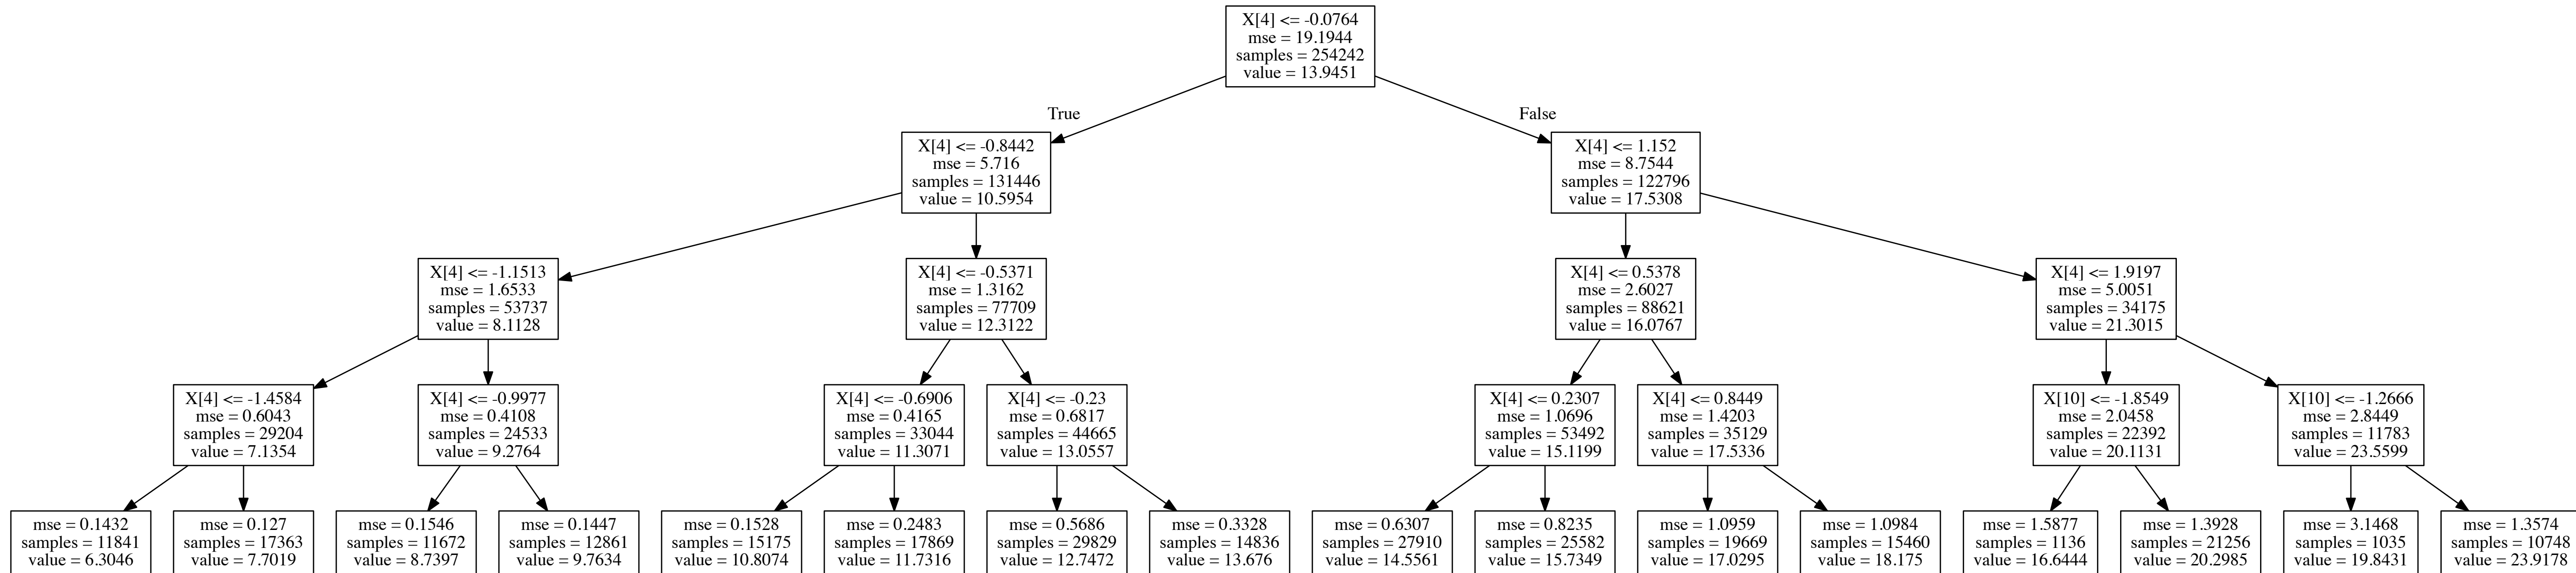 X[4] <= -0.0764
mse = 19.1944
samples = 254242
value = 13.9451
True
False
X[4] <= -0.8442
mse = 5.716
samples = 131446
value = 10.5954
X[4] <= 1.152
mse = 8.7544
samples = 122796
value = 17.5308
X[4] <= -1.1513
mse = 1.6533
samples = 53737
value = 8.1128
X[4] <= -0.5371
mse = 1.3162
samples = 77709
value = 12.3122
X[4] <= 0.5378
mse = 2.6027
samples = 88621
value = 16.0767
X[4] <= 1.9197
mse = 5.0051
samples = 34175
value = 21.3015
X[4] <= -1.4584
mse = 0.6043
samples = 29204
value = 7.1354
X[4] <= -0.9977
mse = 0.4108
samples = 24533
value = 9.2764
X[4] <= -0.6906
mse = 0.4165
samples = 33044
value = 11.3071
X[4] <= -0.23
mse = 0.6817
samples = 44665
value = 13.0557
X[4] <= 0.2307
mse = 1.0696
samples = 53492
value = 15.1199
X[4] <= 0.8449
mse = 1.4203
samples = 35129
value = 17.5336
X[10] <= -1.8549
mse = 2.0458
samples = 22392
value = 20.1131
X[10] <= -1.2666
mse = 2.8449
samples = 11783
value = 23.5599
mse = 0.1432
samples = 11841
value = 6.3046
mse = 0.127
samples = 17363
value = 7.7019
mse = 0.1546
samples = 11672
value = 8.7397
mse = 0.1447
samples = 12861
value = 9.7634
mse = 0.1528
samples = 15175
value = 10.8074
mse = 0.2483
samples = 17869
value = 11.7316
mse = 0.5686
samples = 29829
value = 12.7472
mse = 0.3328
samples = 14836
value = 13.676
mse = 0.6307
samples = 27910
value = 14.5561
mse = 0.8235
samples = 25582
value = 15.7349
mse = 1.0959
samples = 19669
value = 17.0295
mse = 1.0984
samples = 15460
value = 18.175
mse = 1.5877
samples = 1136
value = 16.6444
mse = 1.3928
samples = 21256
value = 20.2985
mse = 3.1468
samples = 1035
value = 19.8431
mse = 1.3574
samples = 10748
value = 23.9178